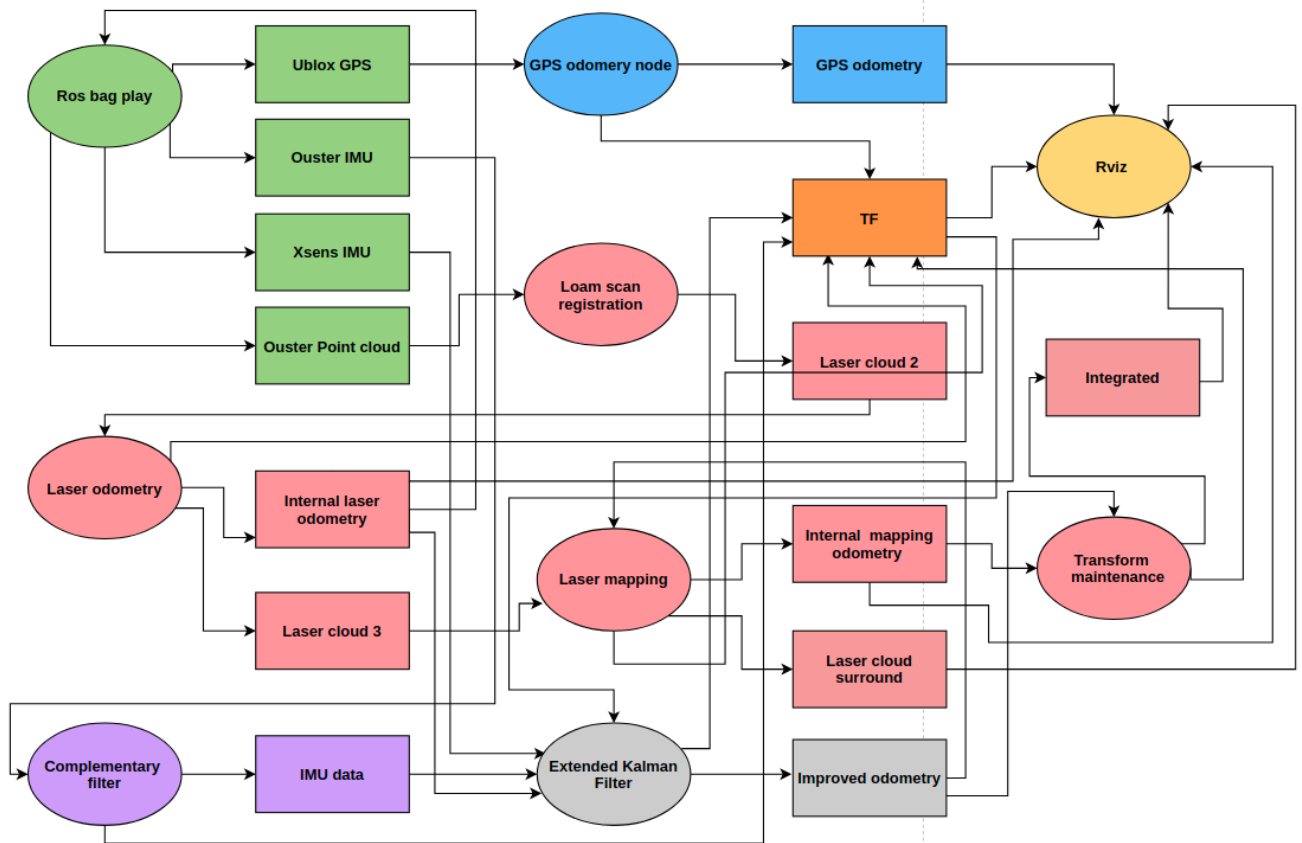 Ros bag play
Ublox GPS
GPS odomery node
GPS odometry
Ouster IMU
Rviz
TF
Xsens IMU
Loam scan
registration
Ouster Point cloud
Laser cloud 2
Integrated
Laser odometry
Internal laser
odometry
Internal mapping
odometry
Laser mapping
Transform
maintenance
Laser cloud 3
Laser cloud
surround
Complementary
filter
IMU data
Extended Kalman
Filter
Improved odometry